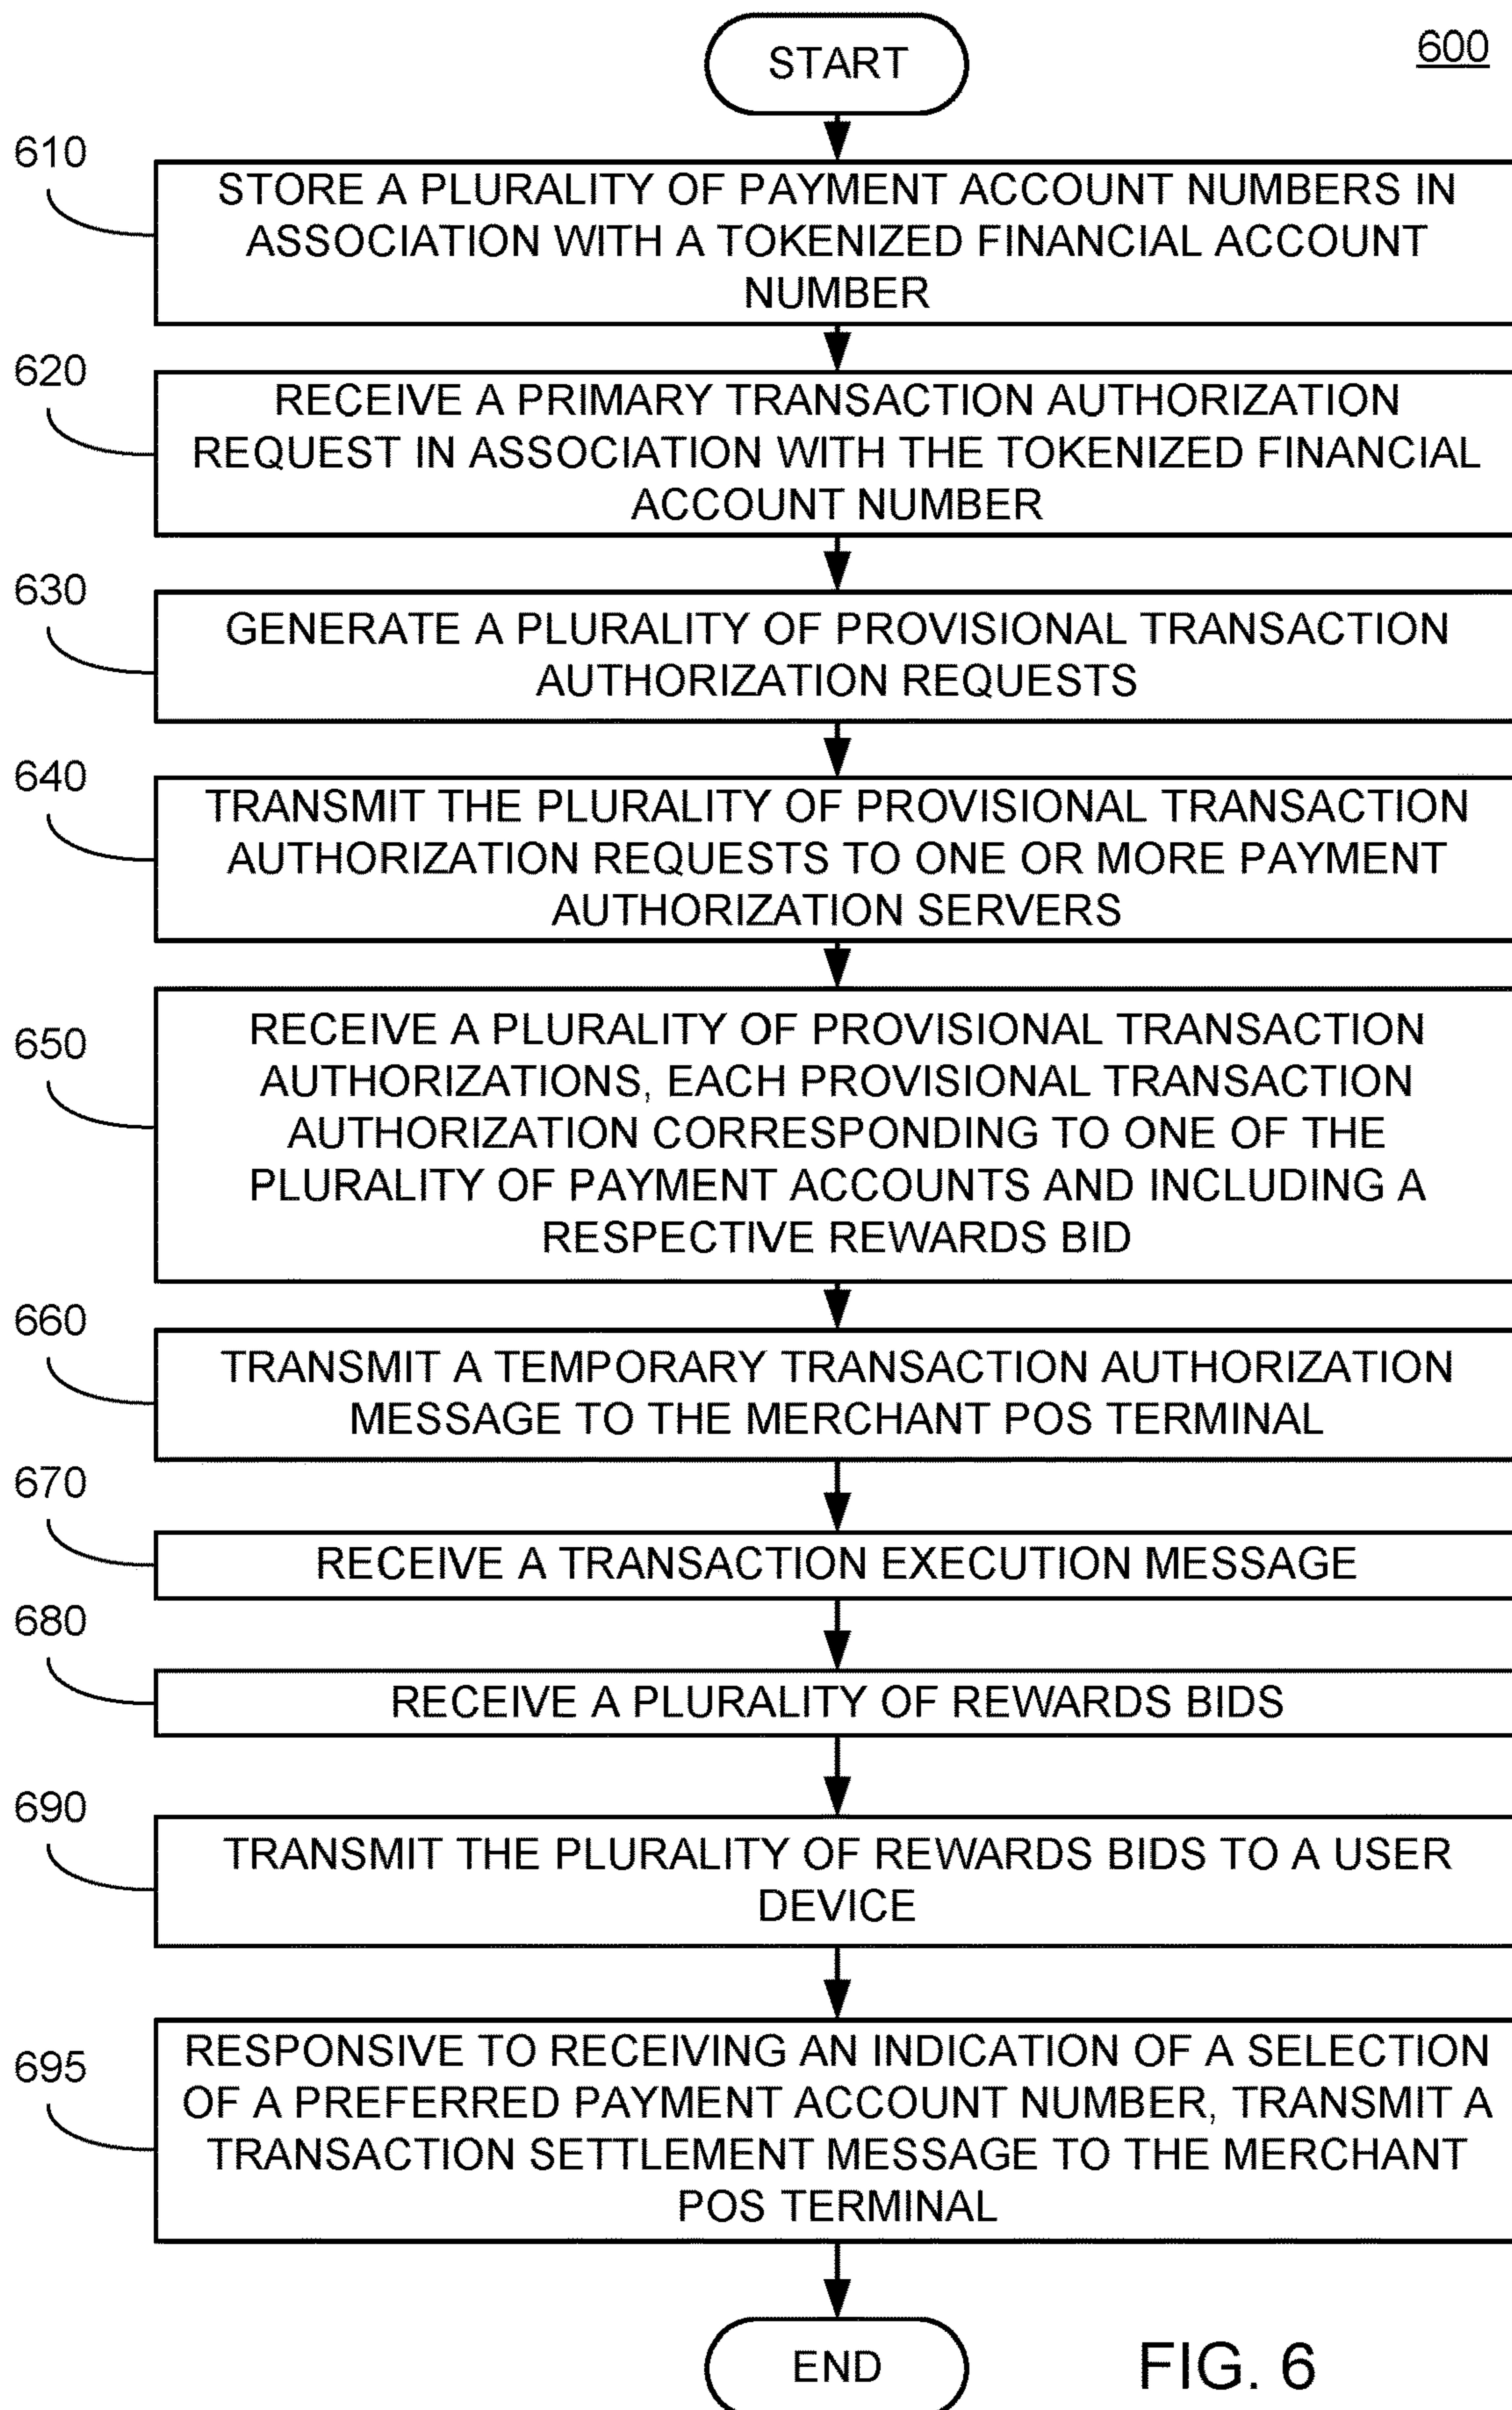 START
600
610
STORE A PLURALITY OF PAYMENT ACCOUNT NUMBERS IN
ASSOCIATION WITH A TOKENIZED FINANCIAL ACCOUNT
NUMBER
620
RECEIVE A PRIMARY TRANSACTION AUTHORIZATION
REQUEST IN ASSOCIATION WITH THE TOKENIZED FINANCIAL
ACCOUNT NUMBER
630
GENERATE A PLURALITY OF PROVISIONAL TRANSACTION
AUTHORIZATION REQUESTS
640
TRANSMIT THE PLURALITY OF PROVISIONAL TRANSACTION
AUTHORIZATION REQUESTS TO ONE OR MORE PAYMENT
AUTHORIZATION SERVERS
650
RECEIVE A PLURALITY OF PROVISIONAL TRANSACTION
AUTHORIZATIONS, EACH PROVISIONAL TRANSACTION
AUTHORIZATION CORRESPONDING TO ONE OF THE
PLURALITY OF PAYMENT ACCOUNTS AND INCLUDING A
RESPECTIVE REWARDS BID
660
TRANSMIT A TEMPORARY TRANSACTION AUTHORIZATION
MESSAGE TO THE MERCHANT POS TERMINAL
670
RECEIVE A TRANSACTION EXECUTION MESSAGE
680
RECEIVE A PLURALITY OF REWARDS BIDS
690
TRANSMIT THE PLURALITY OF REWARDS BIDS TO A USER
DEVICE
695
RESPONSIVE TO RECEIVING AN INDICATION OF A SELECTION
OF A PREFERRED PAYMENT ACCOUNT NUMBER, TRANSMIT A
TRANSACTION SETTLEMENT MESSAGE TO THE MERCHANT
POS TERMINAL
END
FIG. 6